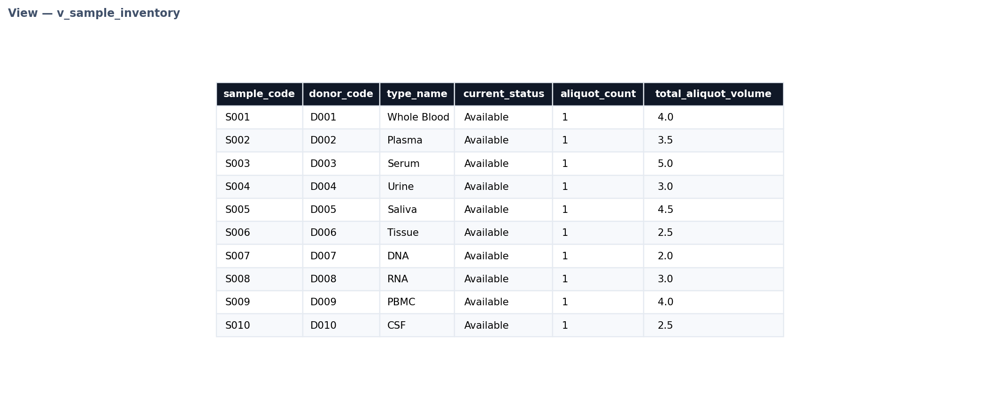 View — v_sample_inventory
sample_code donor_code type_name current_status aliquot_count total_aliquot_volume
S001 D001 Whole Blood Available 1 4.0
S002 D002 Plasma Available 1 3.5
S003 D003 Serum Available 1 5.0
S004 D004 Urine Available 1 3.0
S005 D005 Saliva Available 1 4.5
S006 D006 Tissue Available 1 2.5
S007 D007 DNA Available 1 2.0
S008 D008 RNA Available 1 3.0
S009 D009 PBMC Available 1 4.0
S010 D010 CSF Available 1 2.5